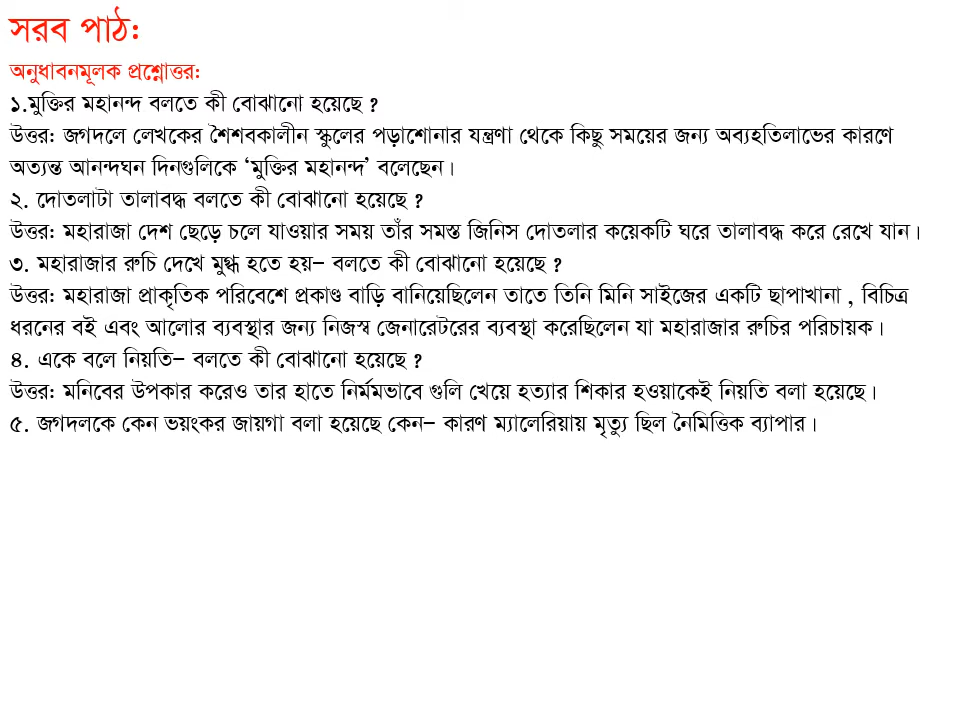 সরব পাঠ:
অনুধাবনমূলক প্রশ্নোত্তর:
১.মুক্তির মহানন্দ বলতে কী বোঝানো হয়েছে ?
উত্তর: জগদলে লেখকের শৈশবকালীন স্কুলের পড়াশোনার যন্ত্রণা থেকে কিছু সময়ের জন্য অব্যহতিলাভের কারণে
অত্যন্ত আনন্দঘন দিনগুলিকে ‘মুক্তির মহানন্দ’ বলেছেন।
২. দোতলাটা তালাবদ্ধ বলতে কী বোঝানো হয়েছে ?
উত্তর: মহারাজা দেশ ছেড়ে চলে যাওয়ার সময় তাঁর সমস্ত জিনিস দোতলার কয়েকটি ঘরে তালাবদ্ধ করে রেখে যান।
৩. মহারাজার রুচি দেখে মুগ্ধ হতে হয়– বলতে কী বোঝানো হয়েছে ?
উত্তর: মহারাজা প্রাকৃতিক পরিবেশে প্রকাণ্ড বাড়ি বানিয়েছিলেন তাতে তিনি মিনি সাইজের একটি ছাপাখানা , বিচিত্র
ধরনের বই এবং আলোর ব্যবস্থার জন্য নিজস্ব জেনারেটরের ব্যবস্থা করেছিলেন যা মহারাজার রুচির পরিচায়ক।
৪. একে বলে নিয়তি– বলতে কী বোঝানো হয়েছে ?
উত্তর: মনিবের উপকার করেও তার হাতে নির্মমভাবে গুলি খেয়ে হত্যার শিকার হওয়াকেই নিয়তি বলা হয়েছে।
৫. জগদলকে কেন ভয়ংকর জায়গা বলা হয়েছে কেন– কারণ ম্যালেরিয়ায় মৃত্যু ছিল নৈমিত্তিক ব্যাপার।